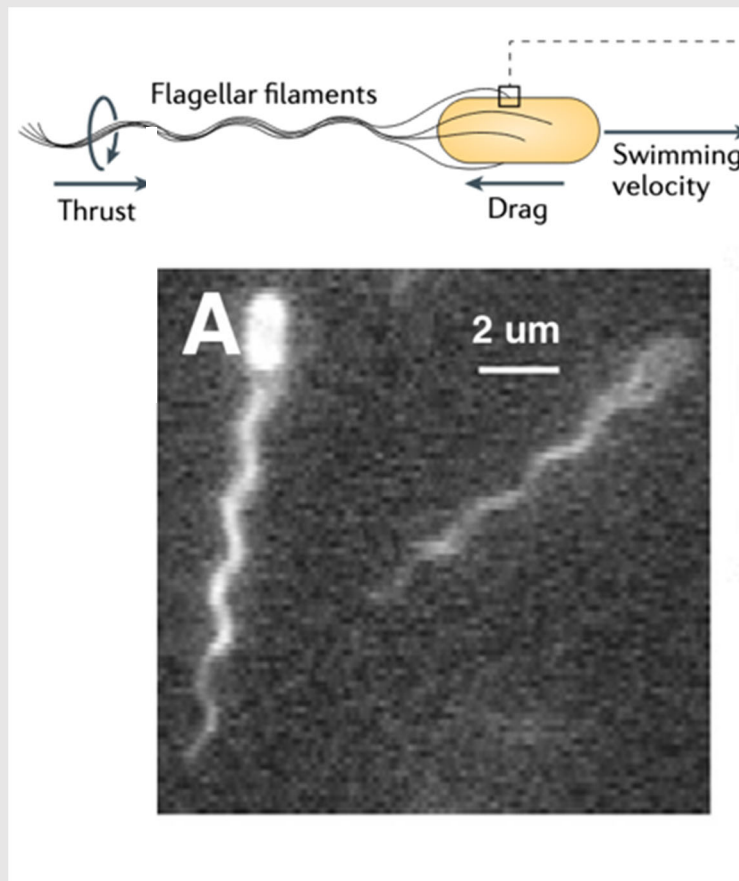 Flagellar filaments
Thrust
Drag
Swimming
velocity
A
2 um